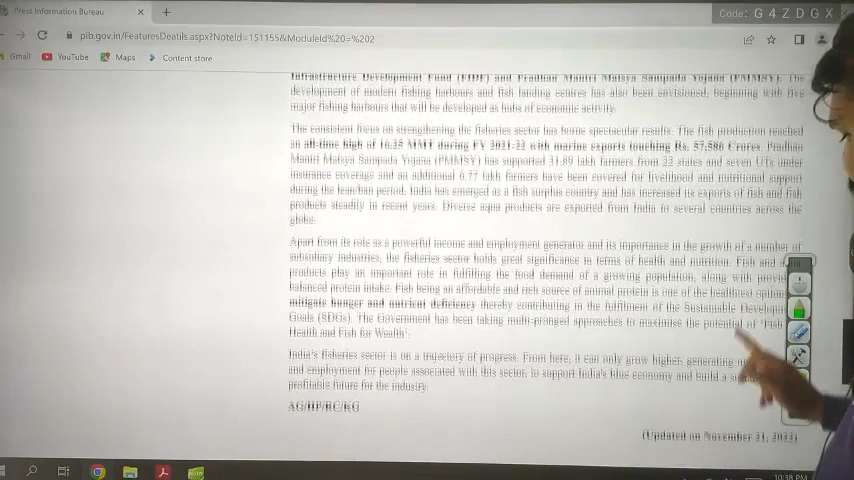 Press Information Bureau
Code: G 4 Z D G X
pib.gov.in/FeaturesDeatils.aspx?NoteId=151155&ModuleId%20=%202
Gmail YouTube Maps Content store
Infrastructure Development Fund (FIDF) and Pradhan Mantri Matsya Sampada Yojana (PMMSY). The
development of modern fishing harbours and fish landing centres has also been envisioned, beginning with five
major fishing harbours that will be developed as hubs of economic activity.
The consistent focus on strengthening the fisheries sector has borne spectacular results. The fish production reached
an all-time high of 16.25 MMT during FY 2021-22 with marine exports touching Rs. 57,586 Crores. Pradhan
Mantri Matsya Sampada Yojana (PMMSY) has supported 31.89 lakh farmers from 22 states and seven UTs under
insurance coverage and an additional 6.77 lakh farmers have been covered for livelihood and nutritional support
during the lean/ban period. India has emerged as a fish surplus country and has increased its exports of fish and fish
products steadily in recent years. Diverse aqua products are exported from India to several countries across the
globe.
Apart from its role as a powerful income and employment generator and its importance in the growth of a number of
subsidiary industries, the fisheries sector holds great significance in terms of health and nutrition. Fish and
products play an important role in fulfilling the food demand of a growing population, along with
balanced protein intake. Fish being an affordable and rich source of animal protein is one of the healthiest
mitigate hunger and nutrient deficiency thereby contributing in the fulfilment of the Sustainable
Goals (SDGs). The Government has been taking multi-pronged approaches to maximise the potential of 'Fish
Health and Fish for Wealth'.
India's fisheries sector is on a trajectory of progress. From here, it can only grow higher, generating
and employment for people associated with this sector, to support India's blue economy and build a
profitable future for the industry.
AG/HP/RC/KG
(Updated on November 21, 2022)
10:38 PM